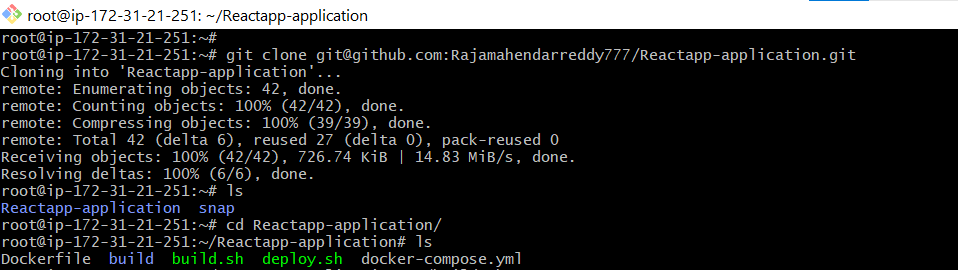 root@ip-172-31-21-251: ~/Reactapp-application
root@ip-172-31-21-251:~#
root@ip-172-31-21-251:~# git clone git@github.com:Rajamahendarreddy777/Reactapp-application.git
Cloning into 'Reactapp-application'...
remote: Enumerating objects: 42, done.
remote: Counting objects: 100% (42/42), done.
remote: Compressing objects: 100% (39/39), done.
remote: Total 42 (delta 6), reused 27 (delta 0), pack-reused 0
Receiving objects: 100% (42/42), 726.74 KiB | 14.83 MiB/s, done.
Resolving deltas: 100% (6/6), done.
root@ip-172-31-21-251:~# ls
Reactapp-application  snap
root@ip-172-31-21-251:~# cd Reactapp-application/
root@ip-172-31-21-251:~/Reactapp-application# ls
Dockerfile  build  build.sh  deploy.sh  docker-compose.yml